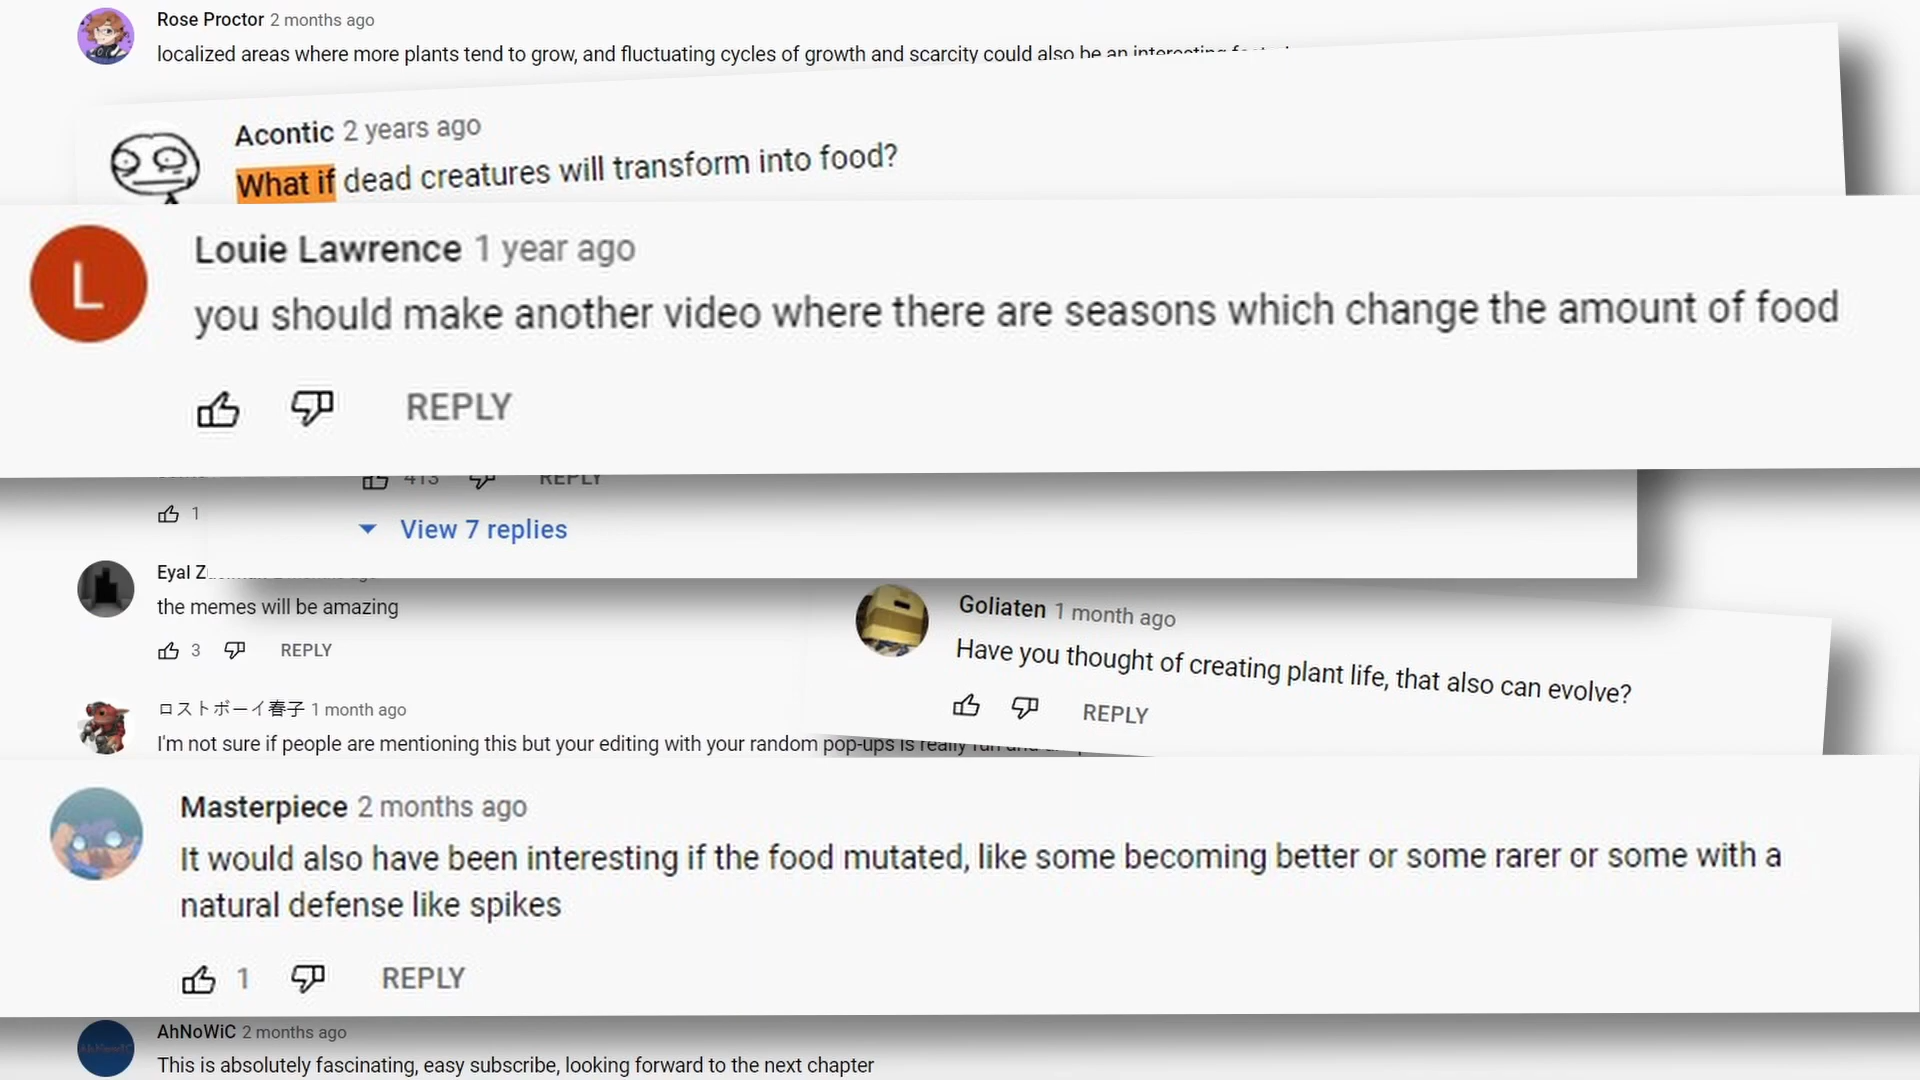 Rose Proctor 2 months ago
localized areas where more plants tend to grow, and fluctuating cycles of growth and scarcity could also be an interesting
Acontic 2 years ago
What if dead creatures will transform into food?
L
Louie Lawrence 1 year ago
you should make another video where there are seasons which change the amount of food
REPLY
413 REPLY
1
View 7 replies
Eyal
the memes will be amazing
3 REPLY
Goliaten 1 month ago
Have you thought of creating plant life, that also can evolve?
REPLY
ロストボーイ春子 1 month ago
I'm not sure if people are mentioning this but your editing with your random pop-ups is really fun and
Masterpiece 2 months ago
It would also have been interesting if the food mutated, like some becoming better or some rarer or some with a
natural defense like spikes
1 REPLY
AhNoWiC 2 months ago
This is absolutely fascinating, easy subscribe, looking forward to the next chapter